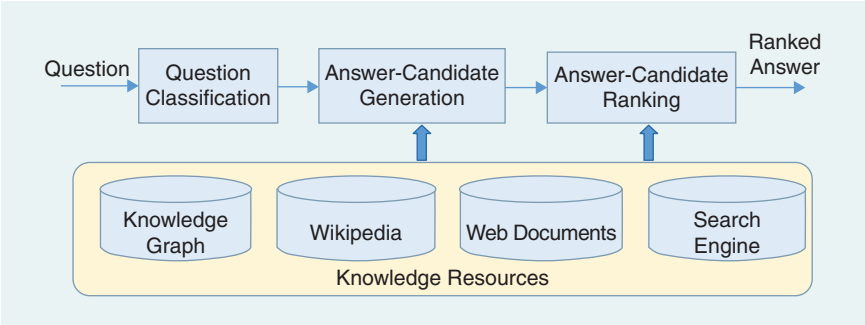 Question
Question
Classification
Answer-Candidate
Generation
Answer-Candidate
Ranking
Ranked
Answer
Knowledge
Graph
Wikipedia
Web Documents
Search
Engine
Knowledge Resources